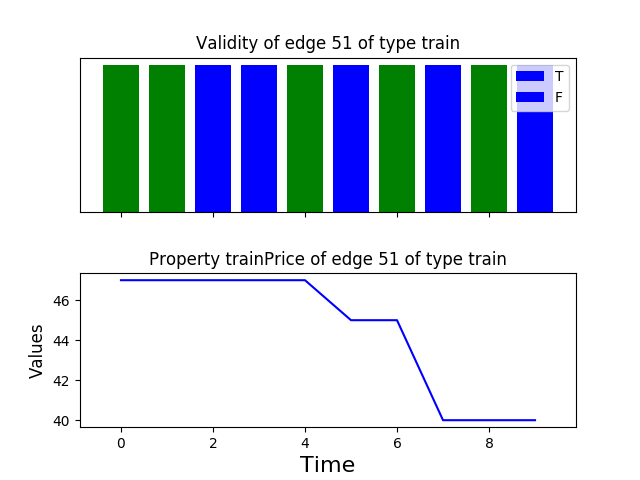 Validity of edge 51 of type train
T
F
Property trainPrice of edge 51 of type train
Values
46
44
42
40
0 2 4 6 8
Time